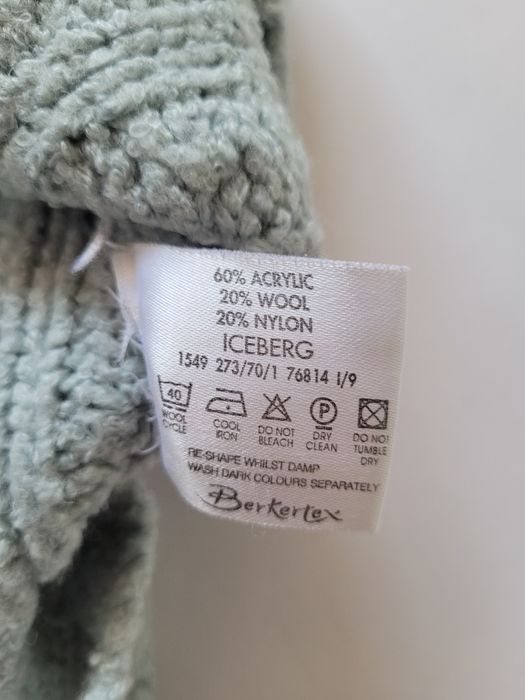 60% ACRYLIC
20% WOOL
20% NYLON
ICEBERG
1549 273/70/1 76814 I/9
40 P
WOOL CYCLE COOL IRON DO NOT BLEACH DRY CLEAN DO NOT TUMBLE DRY
RE-SHAPE WHILST DAMP
WASH DARK COLOURS SEPARATELY
Berkertex